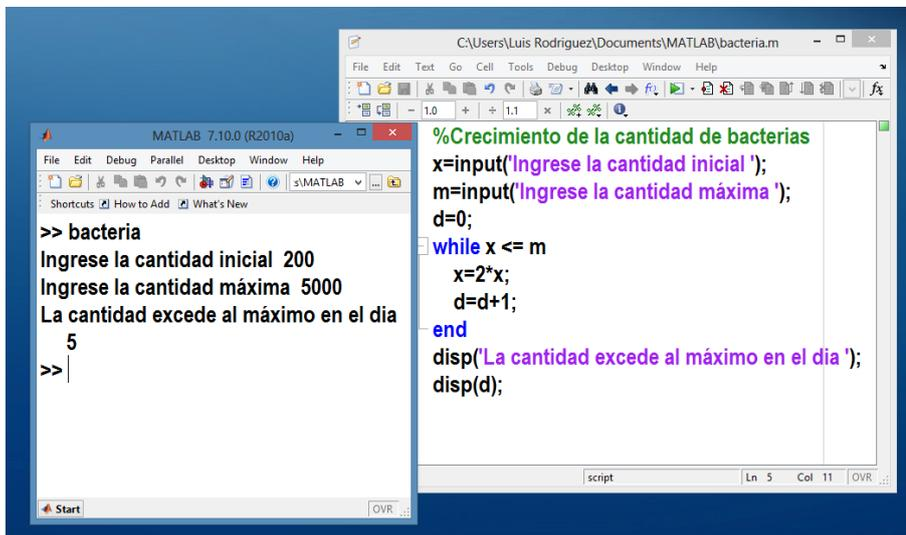 C:\Users\Luis Rodriguez\Documents\MATLAB\bacteria.m
File Edit Text Go Cell Tools Debug Desktop Window Help
- 1.0 + ÷ 1.1 ×
%Crecimiento de la cantidad de bacterias
x=input('Ingrese la cantidad inicial ');
m=input('Ingrese la cantidad máxima ');
d=0;
while x <= m
x=2*x;
d=d+1;
end
disp('La cantidad excede al máximo en el dia ');
disp(d);
script Ln 5 Col 11 OVR
MATLAB 7.10.0 (R2010a)
File Edit Debug Parallel Desktop Window Help
s\MATLAB
Shortcuts How to Add What's New
>> bacteria
Ingrese la cantidad inicial 200
Ingrese la cantidad máxima 5000
La cantidad excede al máximo en el dia
5
>>
Start OVR